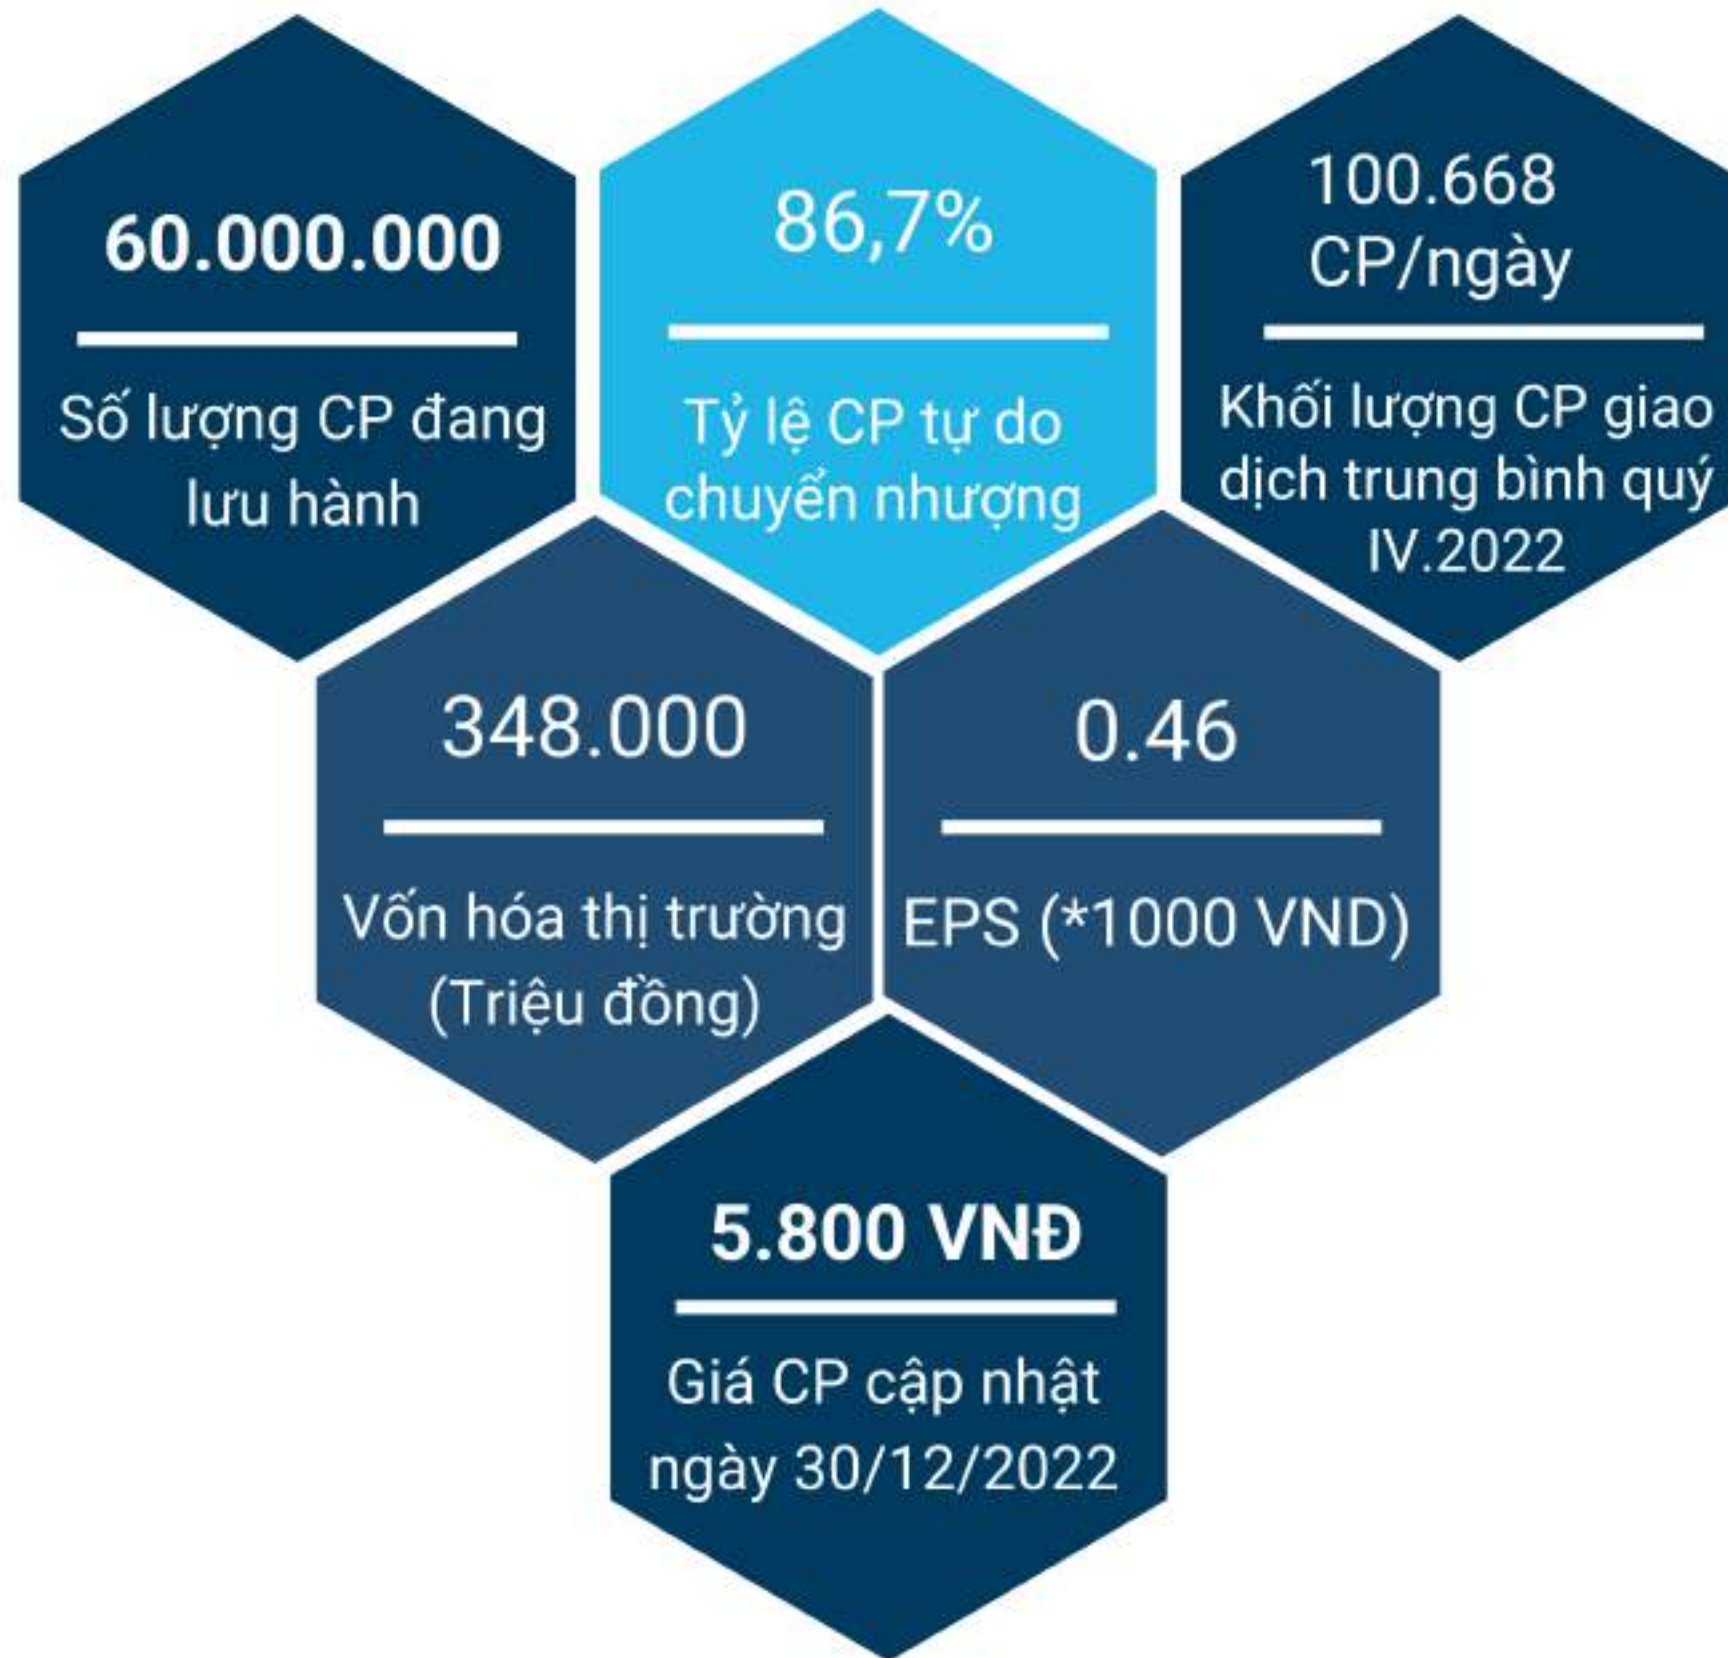 60.000.000
Số lượng CP đang
lưu hành
86,7%
Tỷ lệ CP tự do
chuyển nhượng
100.668
CP/ngày
Khối lượng CP giao
dịch trung bình quý
IV.2022
348.000
Vốn hóa thị trường
(Triệu đồng)
0.46
EPS (*1000 VND)
5.800 VNĐ
Giá CP cập nhật
ngày 30/12/2022